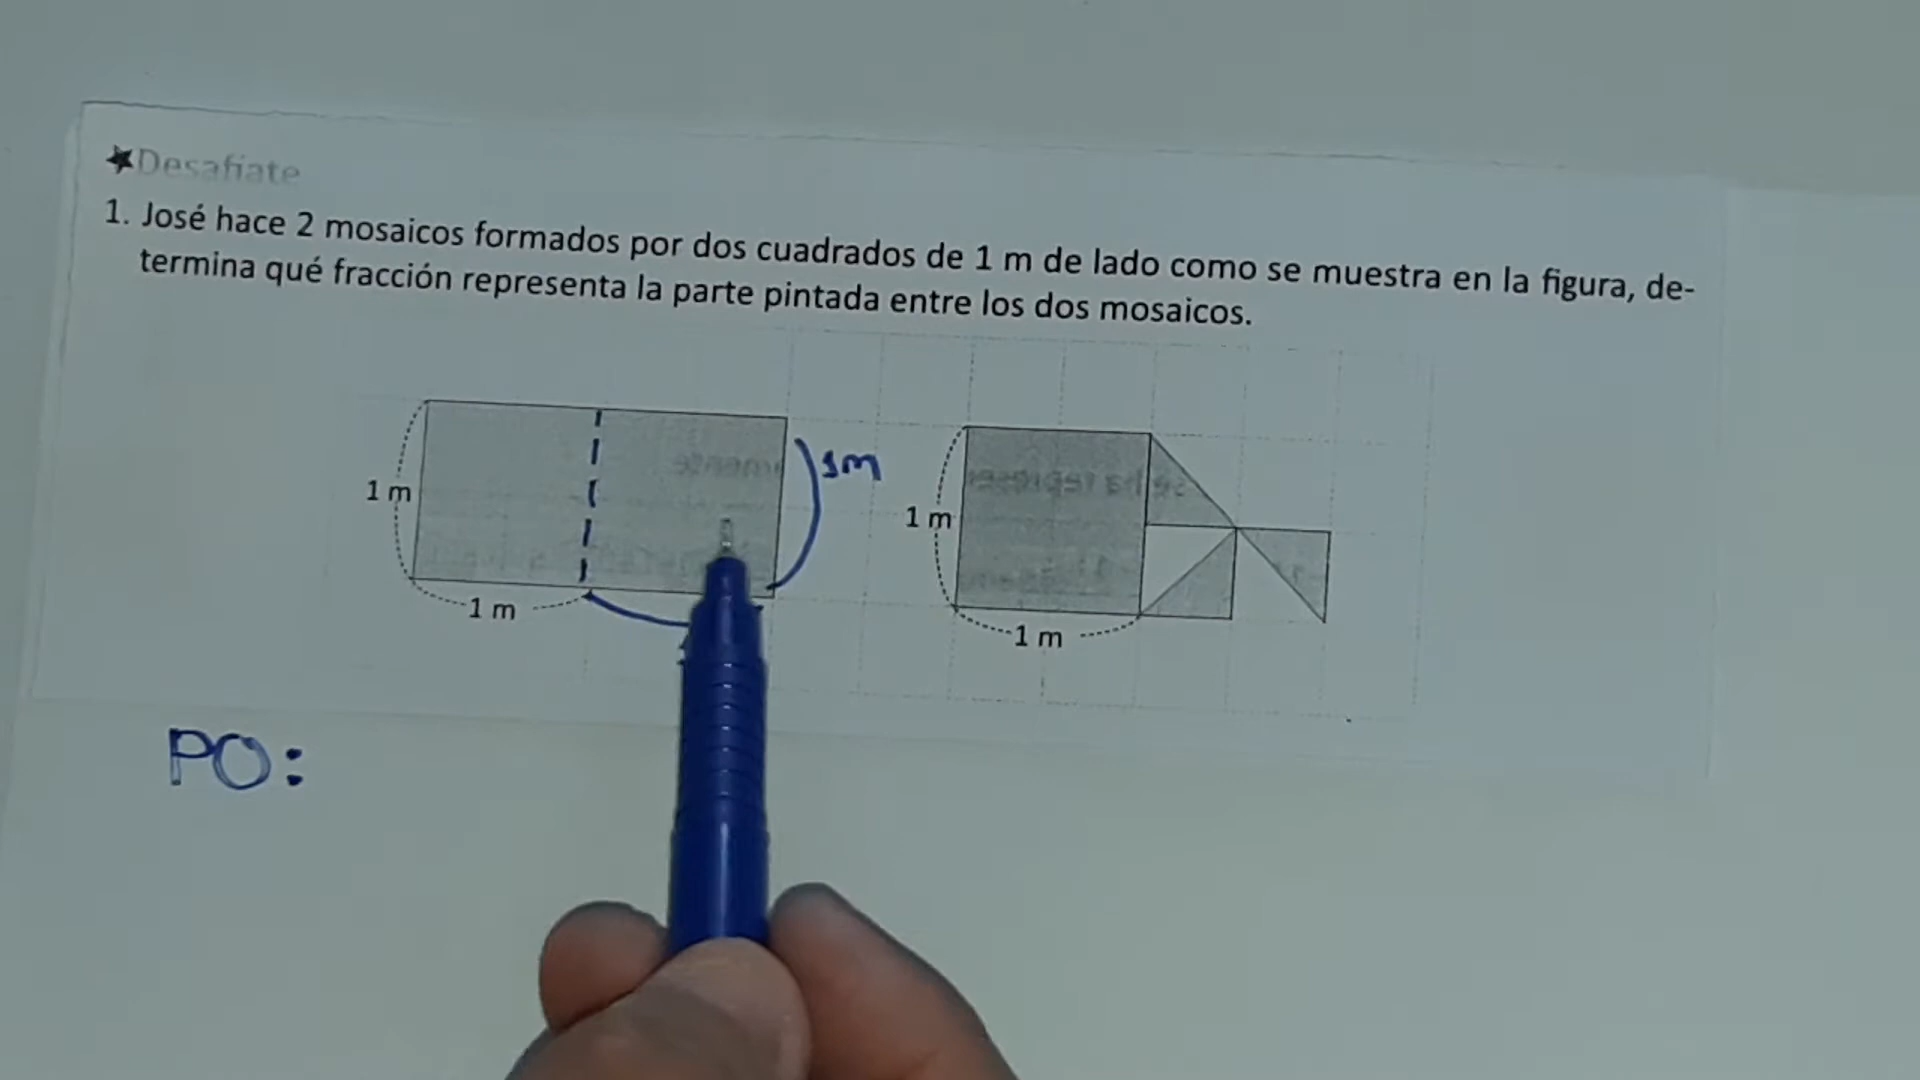 Desafíate
1. José hace 2 mosaicos formados por dos cuadrados de 1 m de lado como se muestra en la figura, de-
termina qué fracción representa la parte pintada entre los dos mosaicos.
1m
1 m
1 m
1 m
1 m
PO: